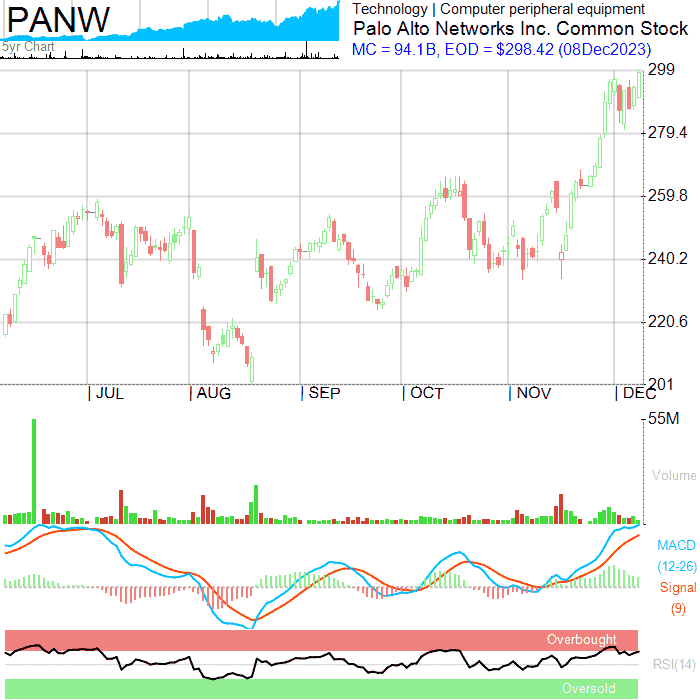 PANW
5yr Chart
Technology | Computer peripheral equipment
Palo Alto Networks Inc. Common Stock
MC = 94.1B, EOD = $298.42 (08Dec2023)
299
279.4
259.8
240.2
220.6
201
| JUL | AUG | SEP | OCT | NOV | DEC
55M
Volume
MACD
(12-26)
Signal
(9)
Overbought
RSI(14)
Oversold